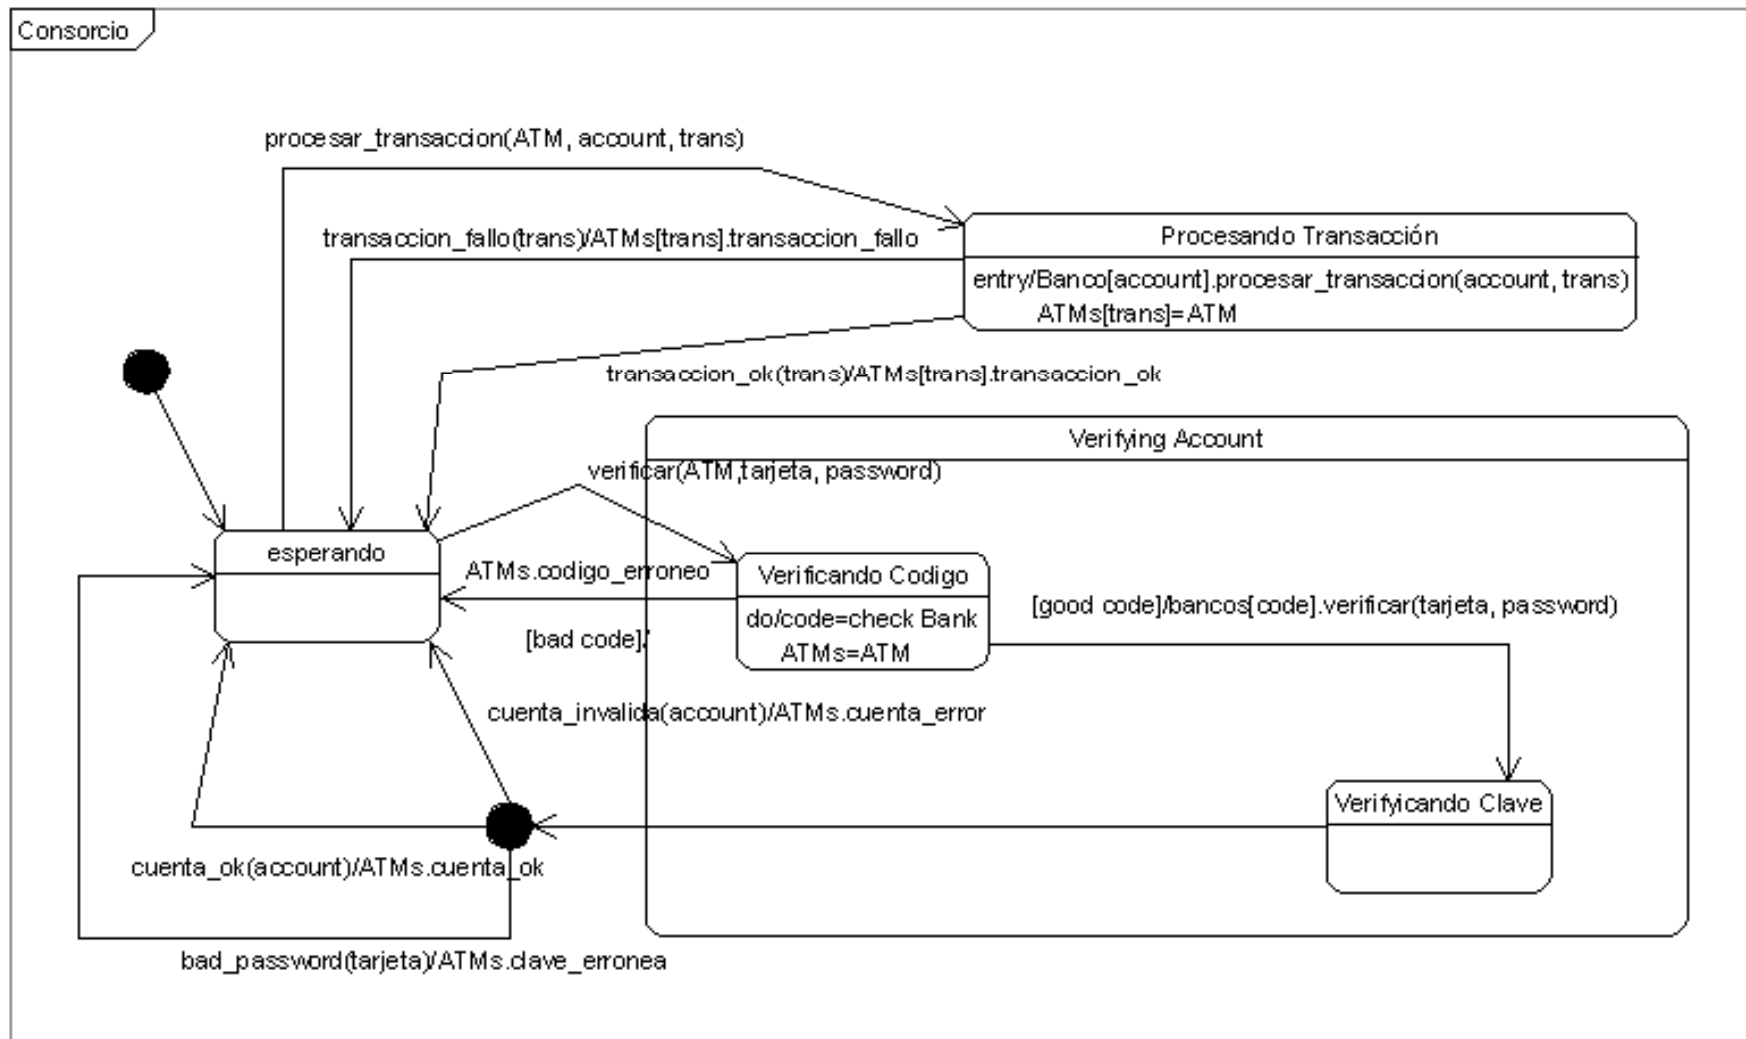 Consorcio
procesar_transaccion(ATM, account, trans)
transaccion_fallo(trans)/ATMs[trans].transaccion_fallo
Procesando Transacción
entry/Banco[account].procesar_transaccion(account, trans)
ATMs[trans]=ATM
transaccion_ok(trans)/ATMs[trans].transaccion_ok
Verifying Account
verificar(ATM,tarjeta, password)
esperando
ATMs.codigo_erroneo
Verificando Codigo
do/code=check Bank
ATMs=ATM
[good code]/bancos[code].verificar(tarjeta, password)
[bad code]/
cuenta_invalida(account)/ATMs.cuenta_error
Verifyicando Clave
cuenta_ok(account)/ATMs.cuenta_ok
bad_password(tarjeta)/ATMs.clave_erronea